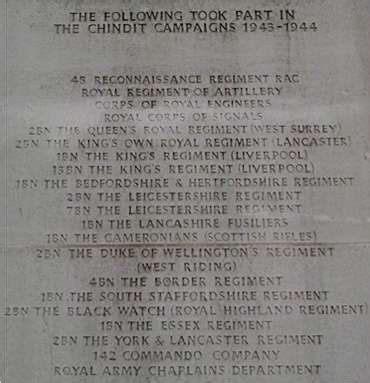 THE FOLLOWING TOOK PART IN
THE CHINDIT CAMPAIGNS 1943-1944
45 RECONNAISSANCE REGIMENT RAC
ROYAL REGIMENT OF ARTILLERY
CORPS OF ROYAL ENGINEERS
ROYAL CORPS OF SIGNALS
2BN THE QUEEN'S ROYAL REGIMENT (WEST SURREY)
2BN THE KING'S OWN ROYAL REGIMENT (LANCASTER)
1BN THE KING'S REGIMENT (LIVERPOOL)
13BN THE KING'S REGIMENT (LIVERPOOL)
1BN THE BEDFORDSHIRE & HERTFORDSHIRE REGIMENT
2BN THE LEICESTERSHIRE REGIMENT
7BN THE LEICESTERSHIRE REGIMENT
1BN THE LANCASHIRE FUSILIERS
1BN THE CAMERONIANS (SCOTTISH RIFLES)
2BN THE DUKE OF WELLINGTON'S REGIMENT
(WEST RIDING)
4BN THE BORDER REGIMENT
1BN THE SOUTH STAFFORDSHIRE REGIMENT
2BN THE BLACK WATCH (ROYAL HIGHLAND REGIMENT)
1BN THE ESSEX REGIMENT
2BN THE YORK & LANCASTER REGIMENT
142 COMMANDO COMPANY
ROYAL ARMY CHAPLAINS DEPARTMENT